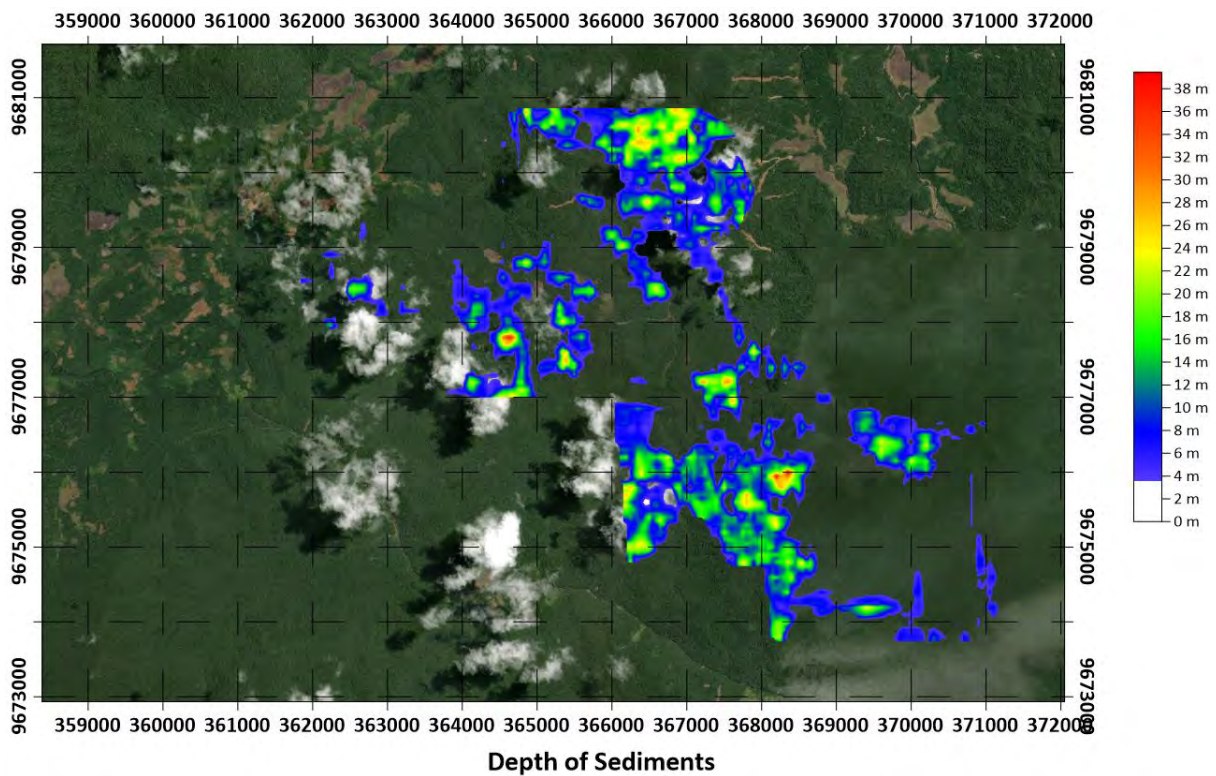 359000 360000 361000 362000 363000 364000 365000 366000 367000 368000 369000 370000 371000 372000
9681000 9681000
9679000 9679000
9677000 9677000
9675000 9675000
9673000 9673000
38 m
36 m
34 m
32 m
30 m
28 m
26 m
24 m
22 m
20 m
18 m
16 m
14 m
12 m
10 m
8 m
6 m
4 m
2 m
0 m
359000 360000 361000 362000 363000 364000 365000 366000 367000 368000 369000 370000 371000 372000
Depth of Sediments